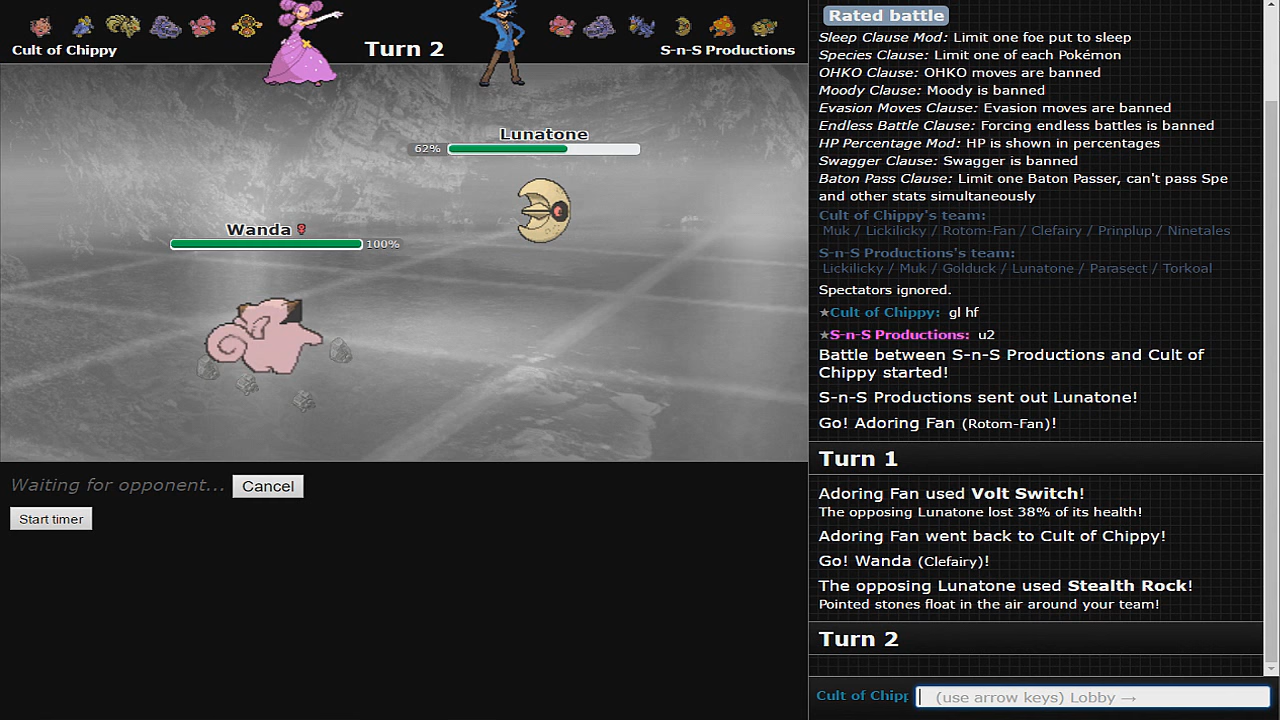 Cult of Chippy
Turn 2
S-n-S Productions
Lunatone
62%
Wanda
100%
Waiting for opponent...
Cancel
Start timer
Rated battle
Sleep Clause Mod: Limit one foe put to sleep
Species Clause: Limit one of each Pokémon
OHKO Clause: OHKO moves are banned
Moody Clause: Moody is banned
Evasion Moves Clause: Evasion moves are banned
Endless Battle Clause: Forcing endless battles is banned
HP Percentage Mod: HP is shown in percentages
Swagger Clause: Swagger is banned
Baton Pass Clause: Limit one Baton Passer, can't pass Spe
and other stats simultaneously
Cult of Chippy's team:
Muk / Lickilicky / Rotom-Fan / Clefairy / Prinplup / Ninetales
S-n-S Productions's team:
Lickilicky / Muk / Golduck / Lunatone / Parasect / Torkoal
Spectators ignored.
★Cult of Chippy: gl hf
★S-n-S Productions: u2
Battle between S-n-S Productions and Cult of
Chippy started!
S-n-S Productions sent out Lunatone!
Go! Adoring Fan (Rotom-Fan)!
Turn 1
Adoring Fan used Volt Switch!
The opposing Lunatone lost 38% of its health!
Adoring Fan went back to Cult of Chippy!
Go! Wanda (Clefairy)!
The opposing Lunatone used Stealth Rock!
Pointed stones float in the air around your team!
Turn 2
Cult of Chipp
(use arrow keys) Lobby →